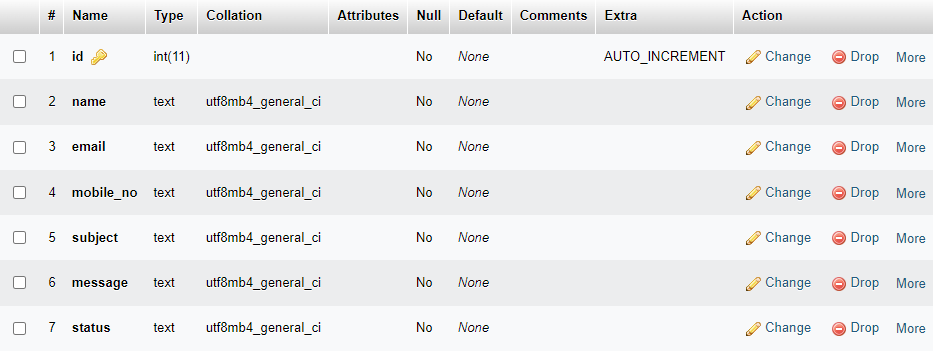 # Name Type Collation Attributes Null Default Comments Extra Action
1 id int(11) No None AUTO_INCREMENT Change Drop More
2 name text utf8mb4_general_ci No None Change Drop More
3 email text utf8mb4_general_ci No None Change Drop More
4 mobile_no text utf8mb4_general_ci No None Change Drop More
5 subject text utf8mb4_general_ci No None Change Drop More
6 message text utf8mb4_general_ci No None Change Drop More
7 status text utf8mb4_general_ci No None Change Drop More